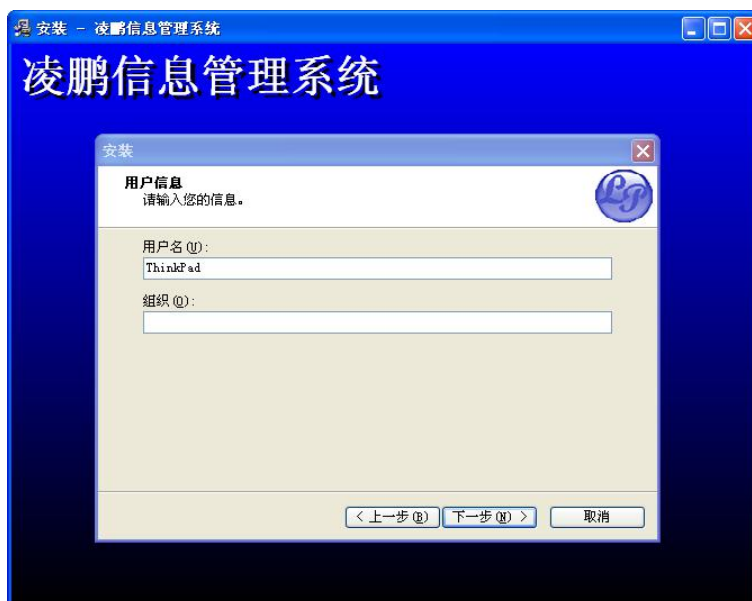 安装 - 凌鹏信息管理系统
凌鹏信息管理系统
安装
用户信息
请输入您的信息。
LP
用户名(U):
ThinkPad
组织(O):
< 上一步(B)
下一步(N) >
取消